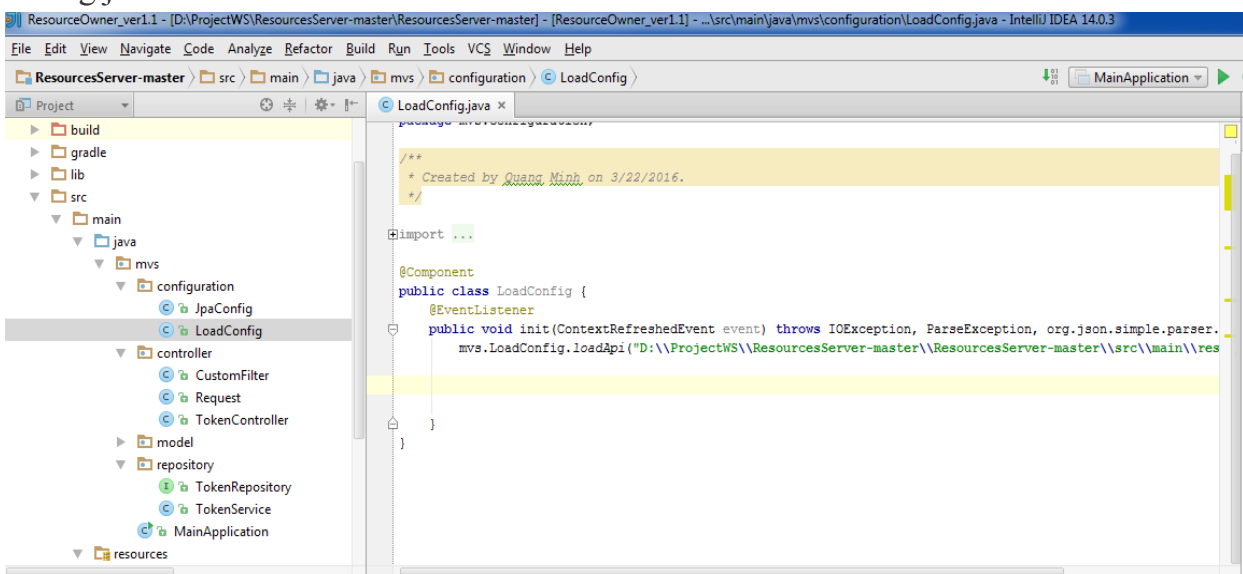 ResourceOwner_ver1.1 - [D:\ProjectWS\ResourcesServer-master\ResourcesServer-master] - [ResourceOwner_ver1.1] - ...\src\main\java\mvs\configuration\LoadConfig.java - IntelliJ IDEA 14.0.3
File Edit View Navigate Code Analyze Refactor Build Run Tools VCS Window Help
ResourcesServer-master src main java mvs configuration LoadConfig MainApplication
Project LoadConfig.java
build
gradle
lib
src
main
java
mvs
configuration
JpaConfig
LoadConfig
controller
CustomFilter
Request
TokenController
model
repository
TokenRepository
TokenService
MainApplication
resources
package mvs.configuration;
/**
* Created by Quang Minh on 3/22/2016.
*/
import ...
@Component
public class LoadConfig {
@EventListener
public void init(ContextRefreshedEvent event) throws IOException, ParseException, org.json.simple.parser.
mvs.LoadConfig.loadApi("D:\\ProjectWS\\ResourcesServer-master\\ResourcesServer-master\\src\\main\\res
}
}